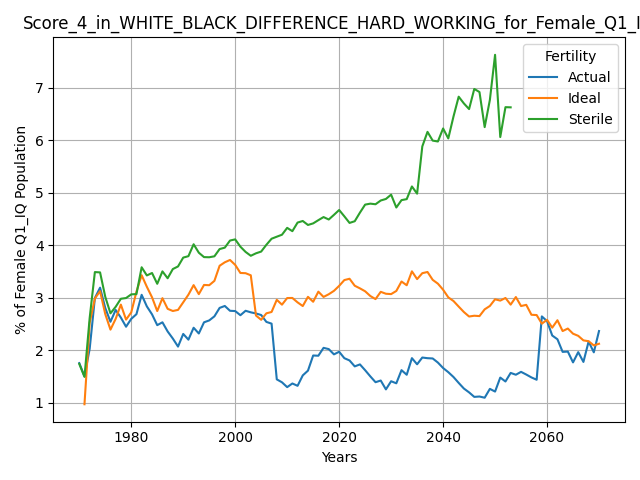 Score_4_in_WHITE_BLACK_DIFFERENCE_HARD_WORKING_for_Female_Q1_I
% of Female Q1_IQ Population
7
6
5
4
3
2
1
Fertility
Actual
Ideal
Sterile
1980
2000
2020
2040
2060
Years